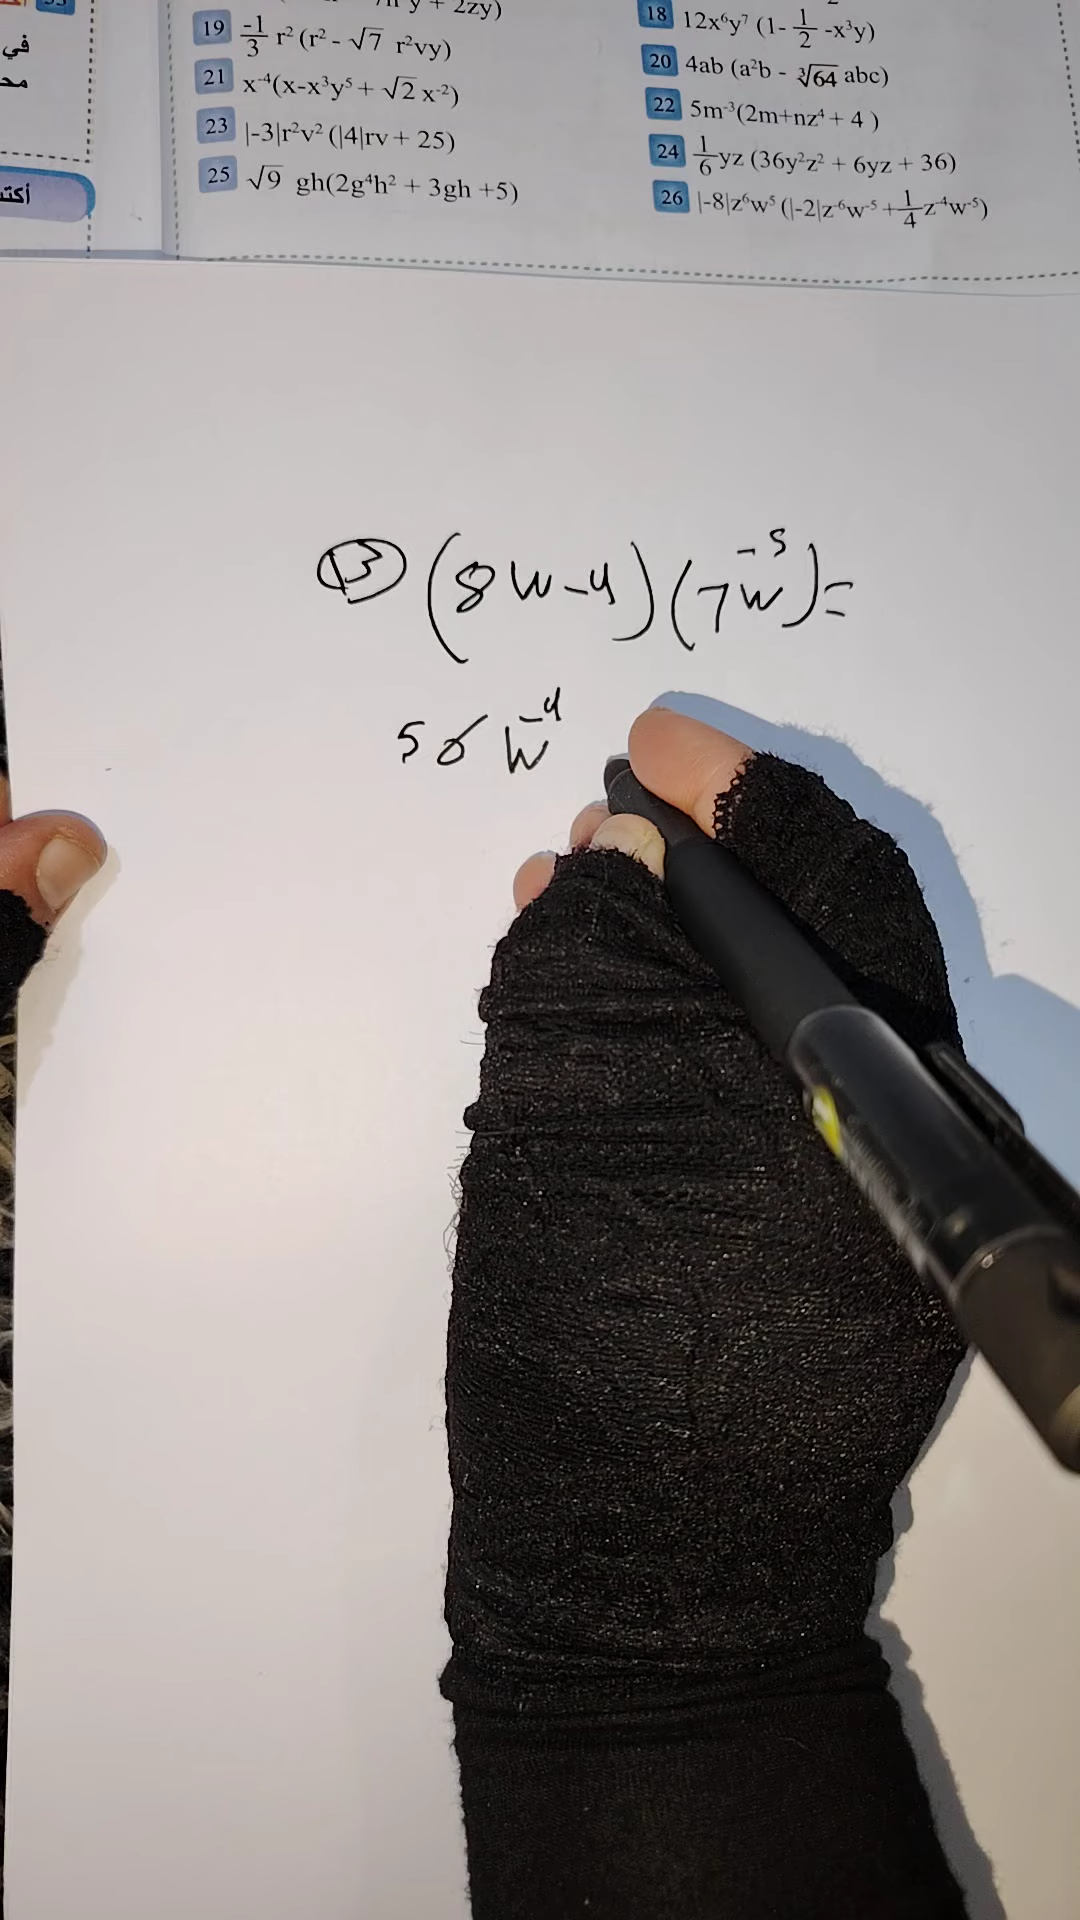 y + 2zy)
18 12x⁶y⁷ (1- 1/2 -x³y)
19 -1/3 r² (r² - √7 r²vy)
20 4ab (a²b - ∛64 abc)
21 x⁻⁴(x-x³y⁵ + √2 x⁻²)
22 5m⁻³(2m+nz⁴ + 4 )
23 |-3|r²v² (|4|rv + 25)
24 1/6 yz (36y²z² + 6yz + 36)
25 √9 gh(2g⁴h² + 3gh +5)
26 |-8|z⁶w⁵ (|-2|z⁻⁶w⁻⁵ + 1/4 z⁻⁴w⁻⁵)
في
13 (8w-4)(7w⁻⁵)=
56 w⁻⁴